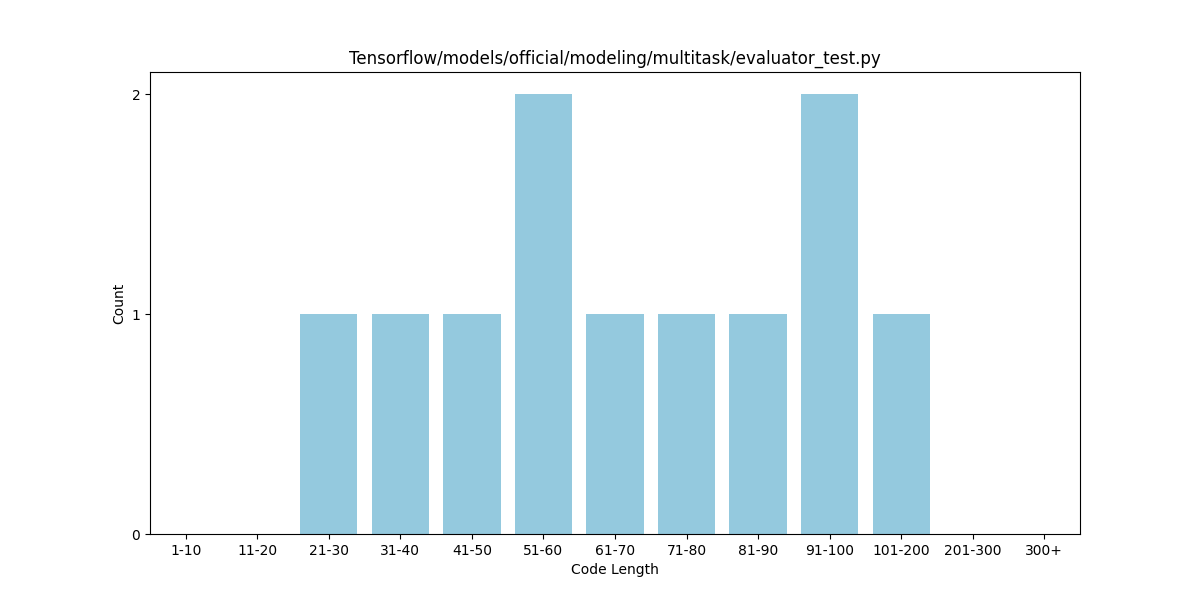 Tensorflow/models/official/modeling/multitask/evaluator_test.py
2
1
0
Count
1-10 11-20 21-30 31-40 41-50 51-60 61-70 71-80 81-90 91-100 101-200 201-300 300+
Code Length